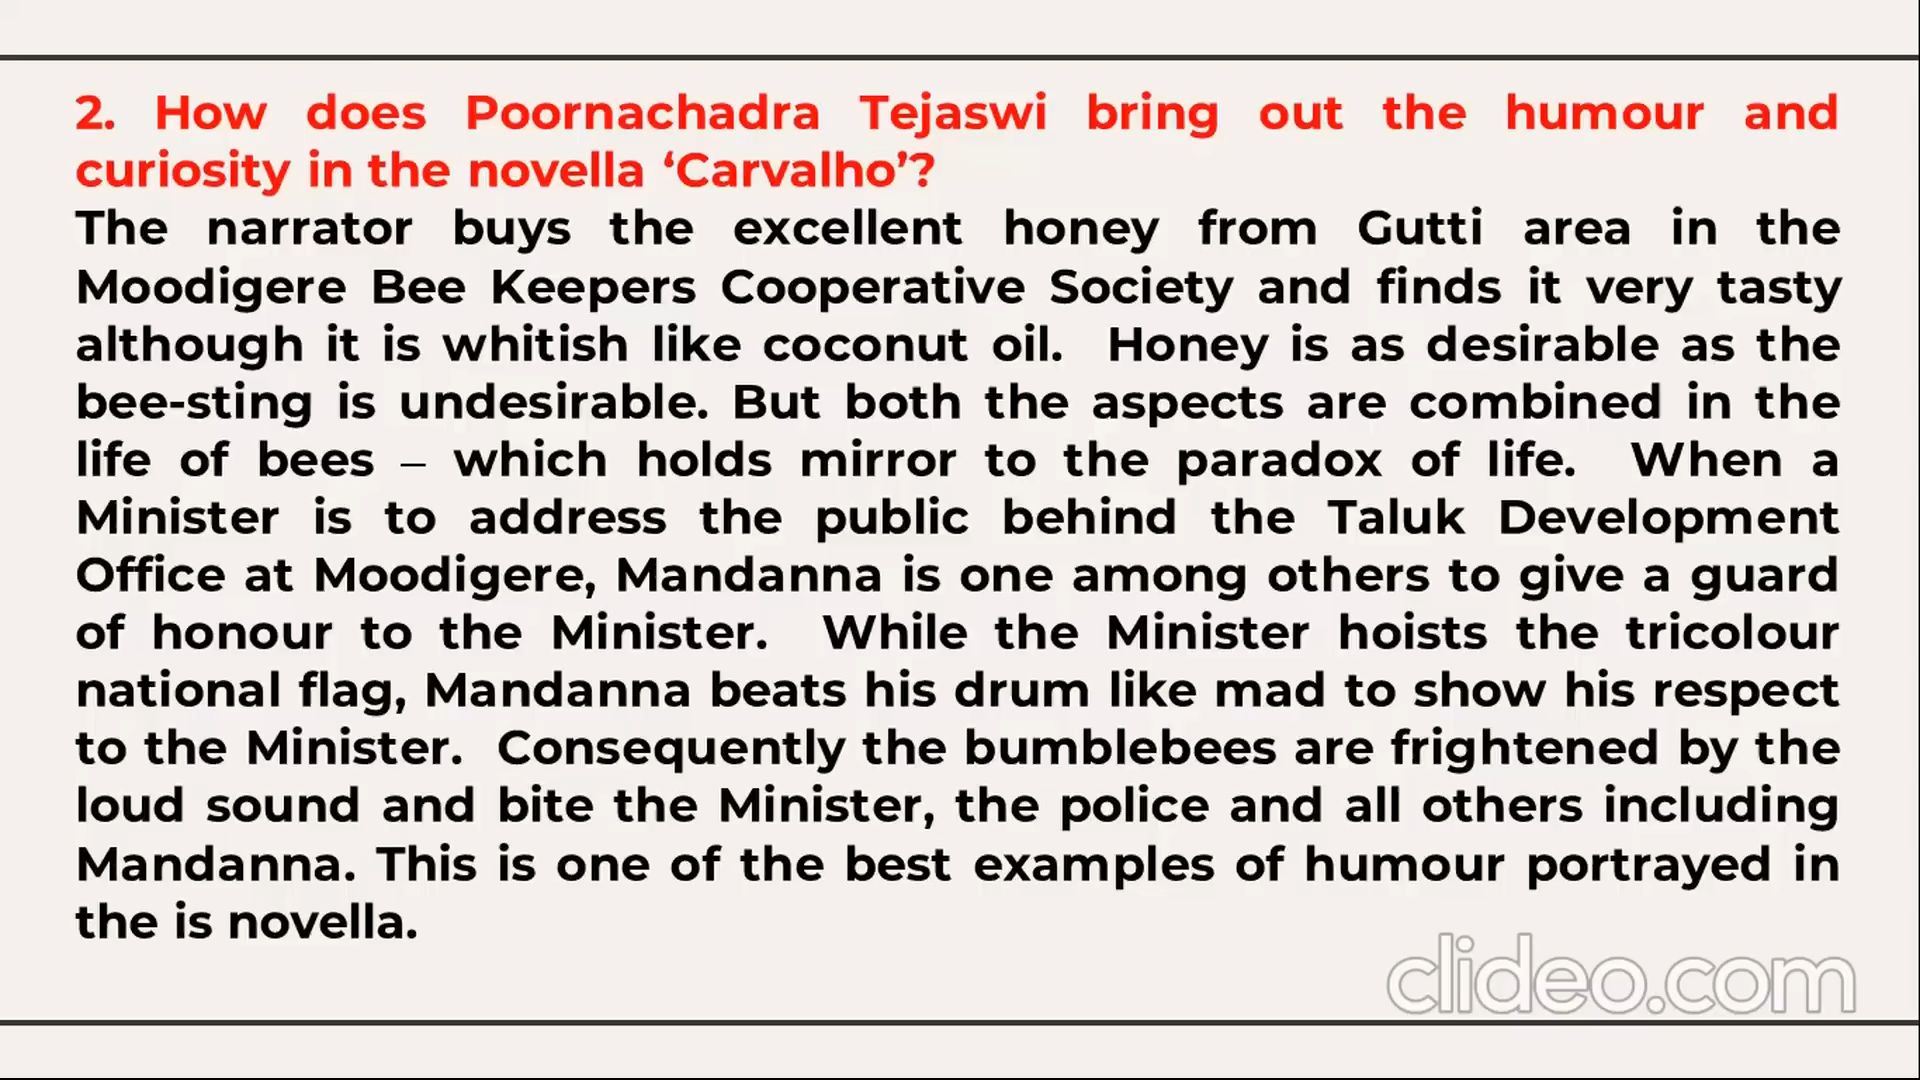 2. How does Poornachadra Tejaswi bring out the humour and
curiosity in the novella ‘Carvalho’?
The narrator buys the excellent honey from Gutti area in the
Moodigere Bee Keepers Cooperative Society and finds it very tasty
although it is whitish like coconut oil. Honey is as desirable as the
bee-sting is undesirable. But both the aspects are combined in the
life of bees – which holds mirror to the paradox of life. When a
Minister is to address the public behind the Taluk Development
Office at Moodigere, Mandanna is one among others to give a guard
of honour to the Minister. While the Minister hoists the tricolour
national flag, Mandanna beats his drum like mad to show his respect
to the Minister. Consequently the bumblebees are frightened by the
loud sound and bite the Minister, the police and all others including
Mandanna. This is one of the best examples of humour portrayed in
the is novella.
clideo.com